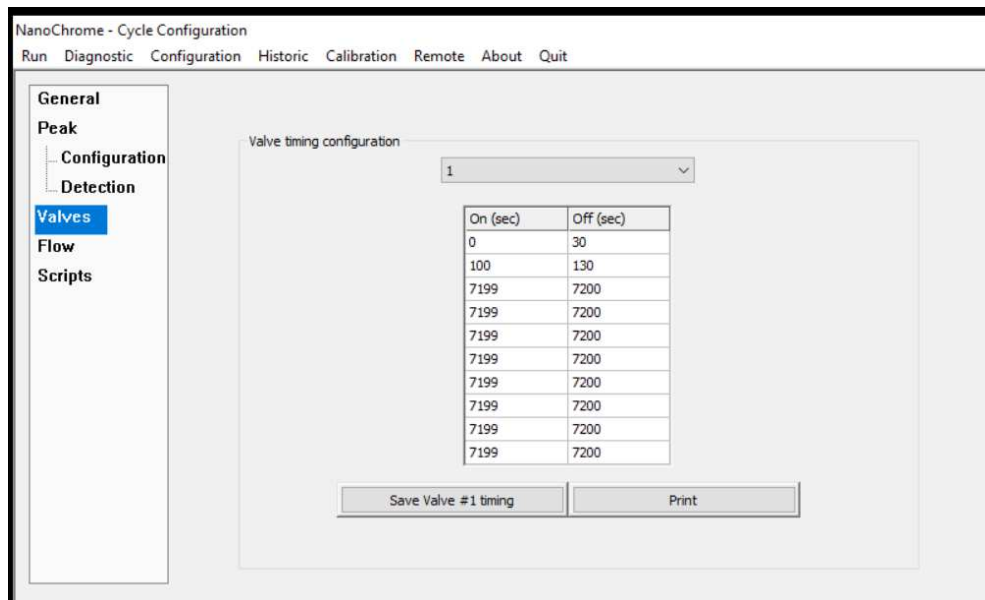 NanoChrome - Cycle Configuration
Run Diagnostic Configuration Historic Calibration Remote About Quit
General
Peak
Configuration
Detection
Valves
Flow
Scripts
Valve timing configuration
1
On (sec) Off (sec)
0 30
100 130
7199 7200
7199 7200
7199 7200
7199 7200
7199 7200
7199 7200
7199 7200
7199 7200
Save Valve #1 timing Print